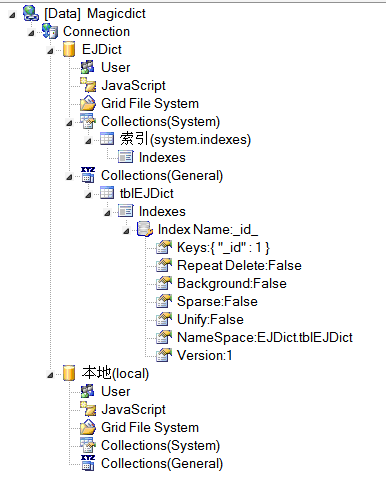 [Data] Magicdict
Connection
EJDict
User
JavaScript
Grid File System
Collections(System)
索引(system.indexes)
Indexes
Collections(General)
tblEJDict
Indexes
Index Name:_id_
Keys:{ "_id" : 1 }
Repeat Delete:False
Background:False
Sparse:False
Unify:False
NameSpace:EJDict.tblEJDict
Version:1
本地(local)
User
JavaScript
Grid File System
Collections(System)
Collections(General)